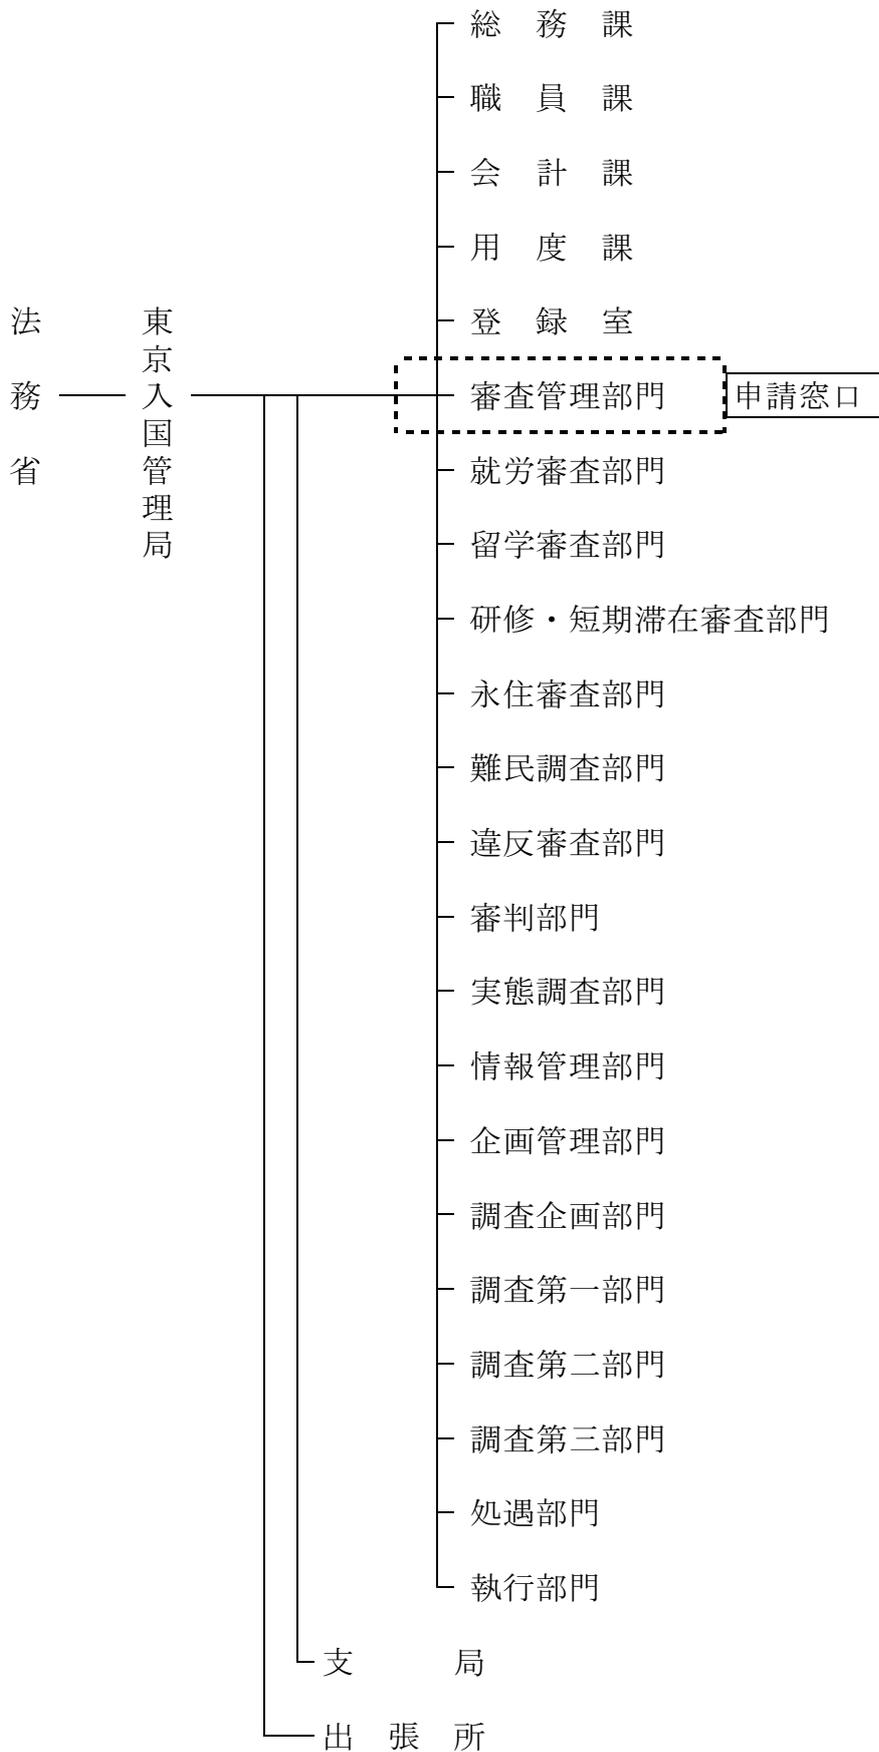 法務省
東京入国管理局
総務課
職員課
会計課
用度課
登録室
審査管理部門
申請窓口
就労審査部門
留学審査部門
研修・短期滞在審査部門
永住審査部門
難民調査部門
違反審査部門
審判部門
実態調査部門
情報管理部門
企画管理部門
調査企画部門
調査第一部門
調査第二部門
調査第三部門
処遇部門
執行部門
支局
出張所